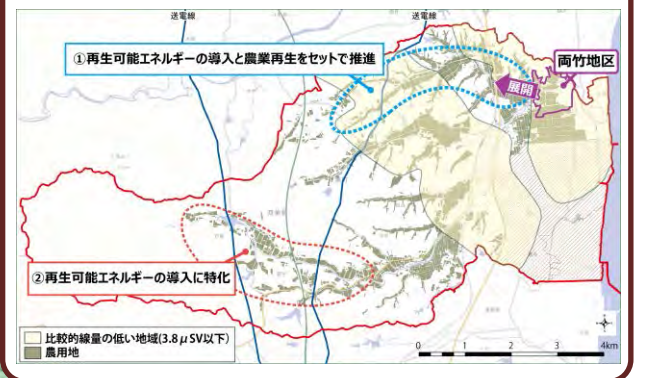 送電線
送電線
①再生可能エネルギーの導入と農業再生をセットで推進
両竹地区
展開
②再生可能エネルギーの導入に特化
比較的線量の低い地域(3.8μSV以下)
農用地
0 1 2 3 4km